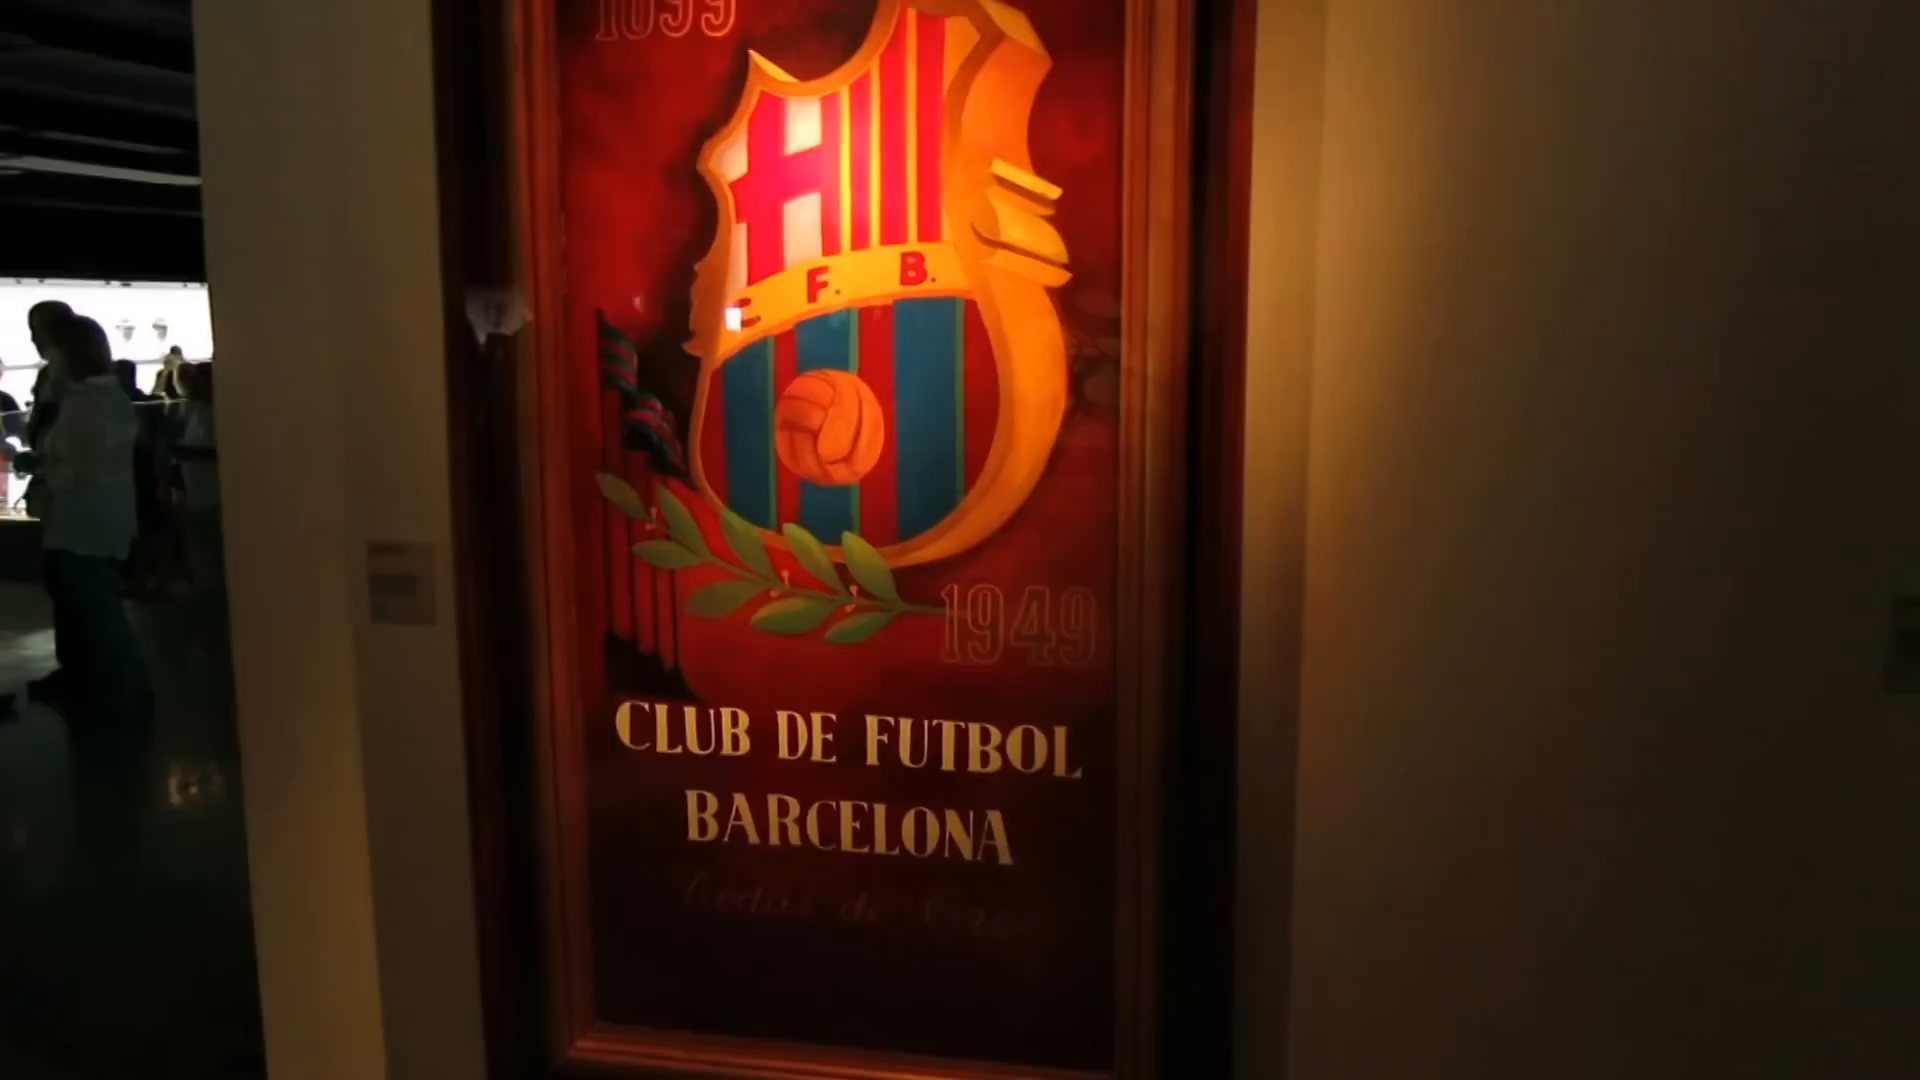 1899
C. F. B.
1949
CLUB DE FUTBOL
BARCELONA